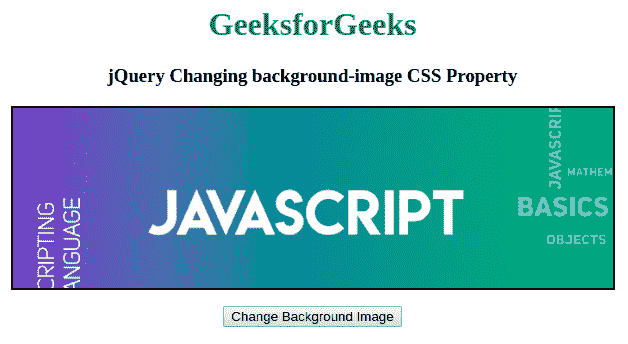 GeeksforGeeks
jQuery Changing background-image CSS Property
JAVASCRIPT
CRIPTING
ANGUAGE
JAVASCRIP
MATHEM
BASICS
OBJECTS
Change Background Image